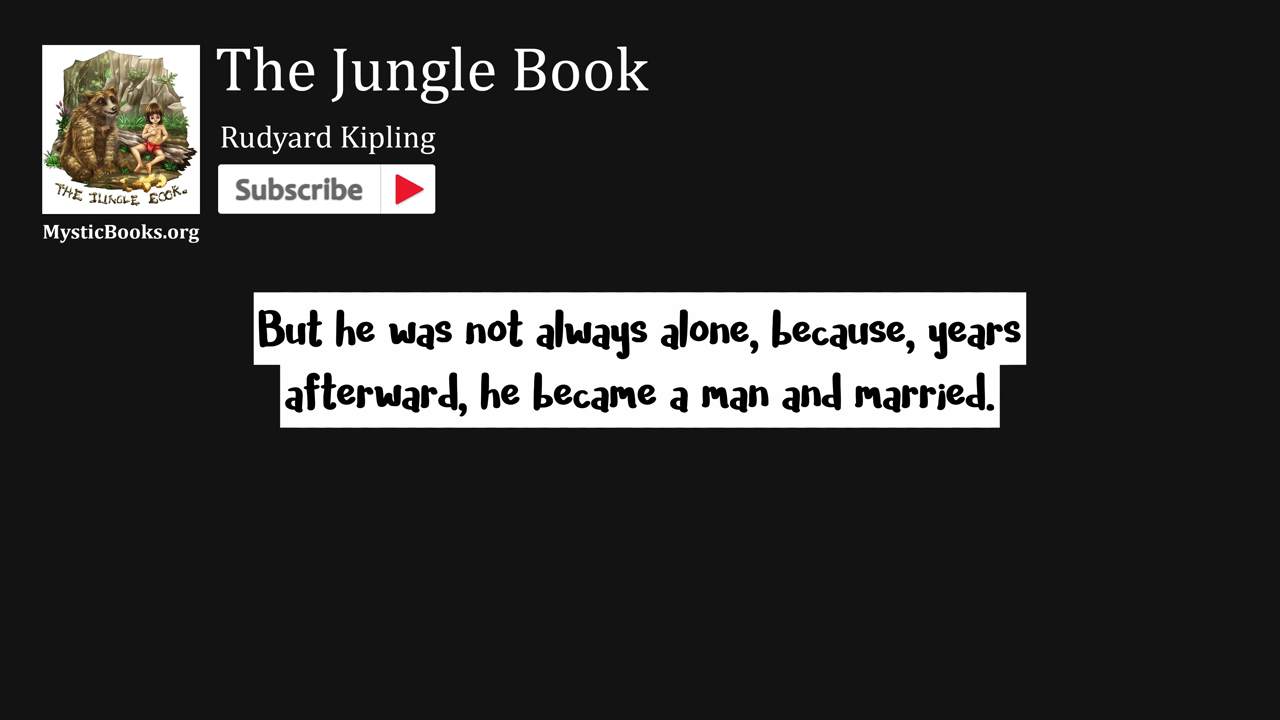 The Jungle Book
Rudyard Kipling
Subscribe
THE JUNGLE BOOK.
MysticBooks.org
But he was not always alone, because, years
afterward, he became a man and married.